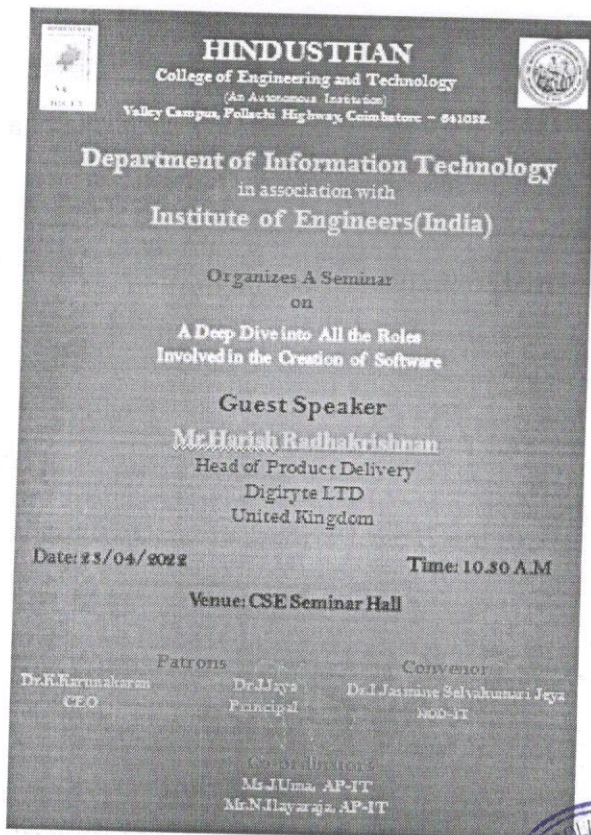 HINDUSTHAN
College of Engineering and Technology
(An Autonomous Institution)
Valley Campus, Pollachi Highway, Coimbatore - 641032.
Department of Information Technology
in association with
Institute of Engineers(India)
Organizes A Seminar
on
A Deep Dive into All the Roles
Involved in the Creation of Software
Guest Speaker
Mr.Harish Radhakrishnan
Head of Product Delivery
Digiryte LTD
United Kingdom
Date: 23/04/2022 Time: 10.30 A.M
Venue: CSE Seminar Hall
Patrons Convenor
Dr.K.Karunakaran Dr.J.Jaya Dr.J.Jasmine Selvakumari Jeya
CEO Principal HOD-IT
Co-ordinators
Ms.J.Uma, AP-IT
Mr.N.Ilayaraja, AP-IT